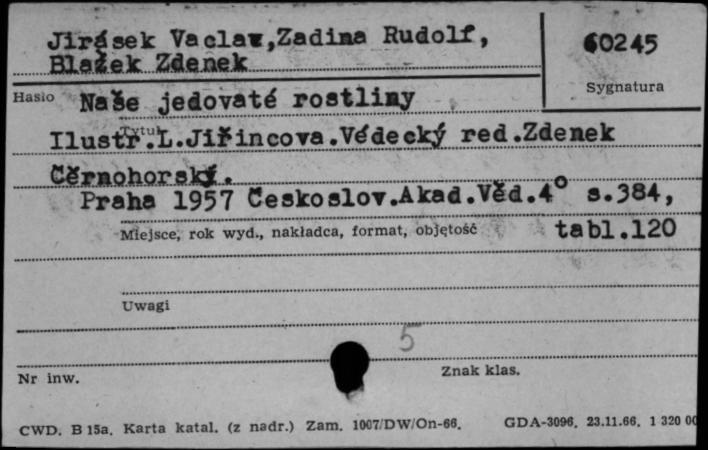 Jirásek Vaclav, Zadina Rudolf,
60245
Blažek Zdenek
Sygnatura
Hasło
Naše jedovaté rostliny
Tytuł
Ilustr.L.Jiřincova.Védecký red.Zdenek
Černohorský.
Praha 1957 Českoslov.Akad.Věd.4° s.384,
Miejsce, rok wyd., nakładca, format, objętość
tabl.120
Uwagi
5
Nr inw.
Znak klas.
CWD. B 15a. Karta katal. (z nadr.) Zam. 1007/DW/On-66. GDA-3096. 23.11.66. 1 320 00